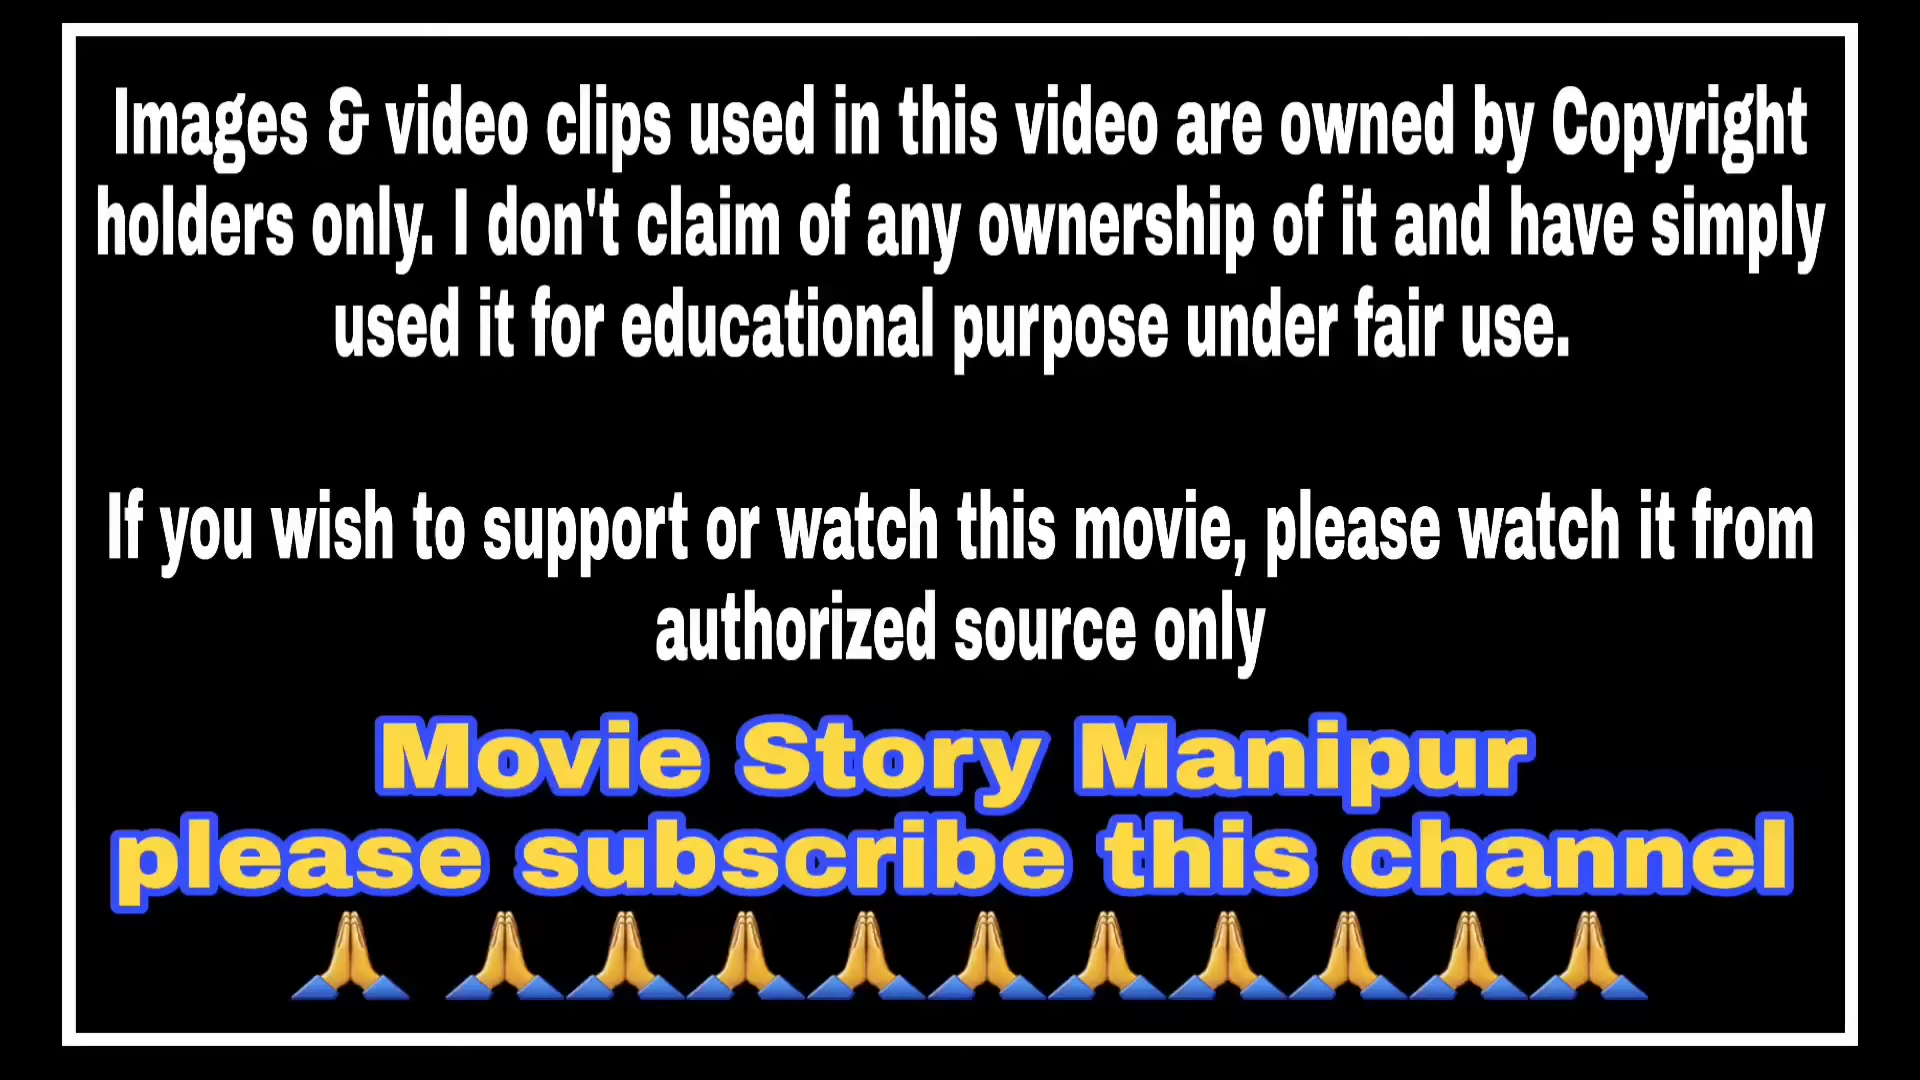 Images & video clips used in this video are owned by Copyright
holders only. I don't claim of any ownership of it and have simply
used it for educational purpose under fair use.
If you wish to support or watch this movie, please watch it from
authorized source only
Movie Story Manipur
please subscribe this channel
🙏 🙏🙏🙏🙏🙏🙏🙏🙏🙏🙏